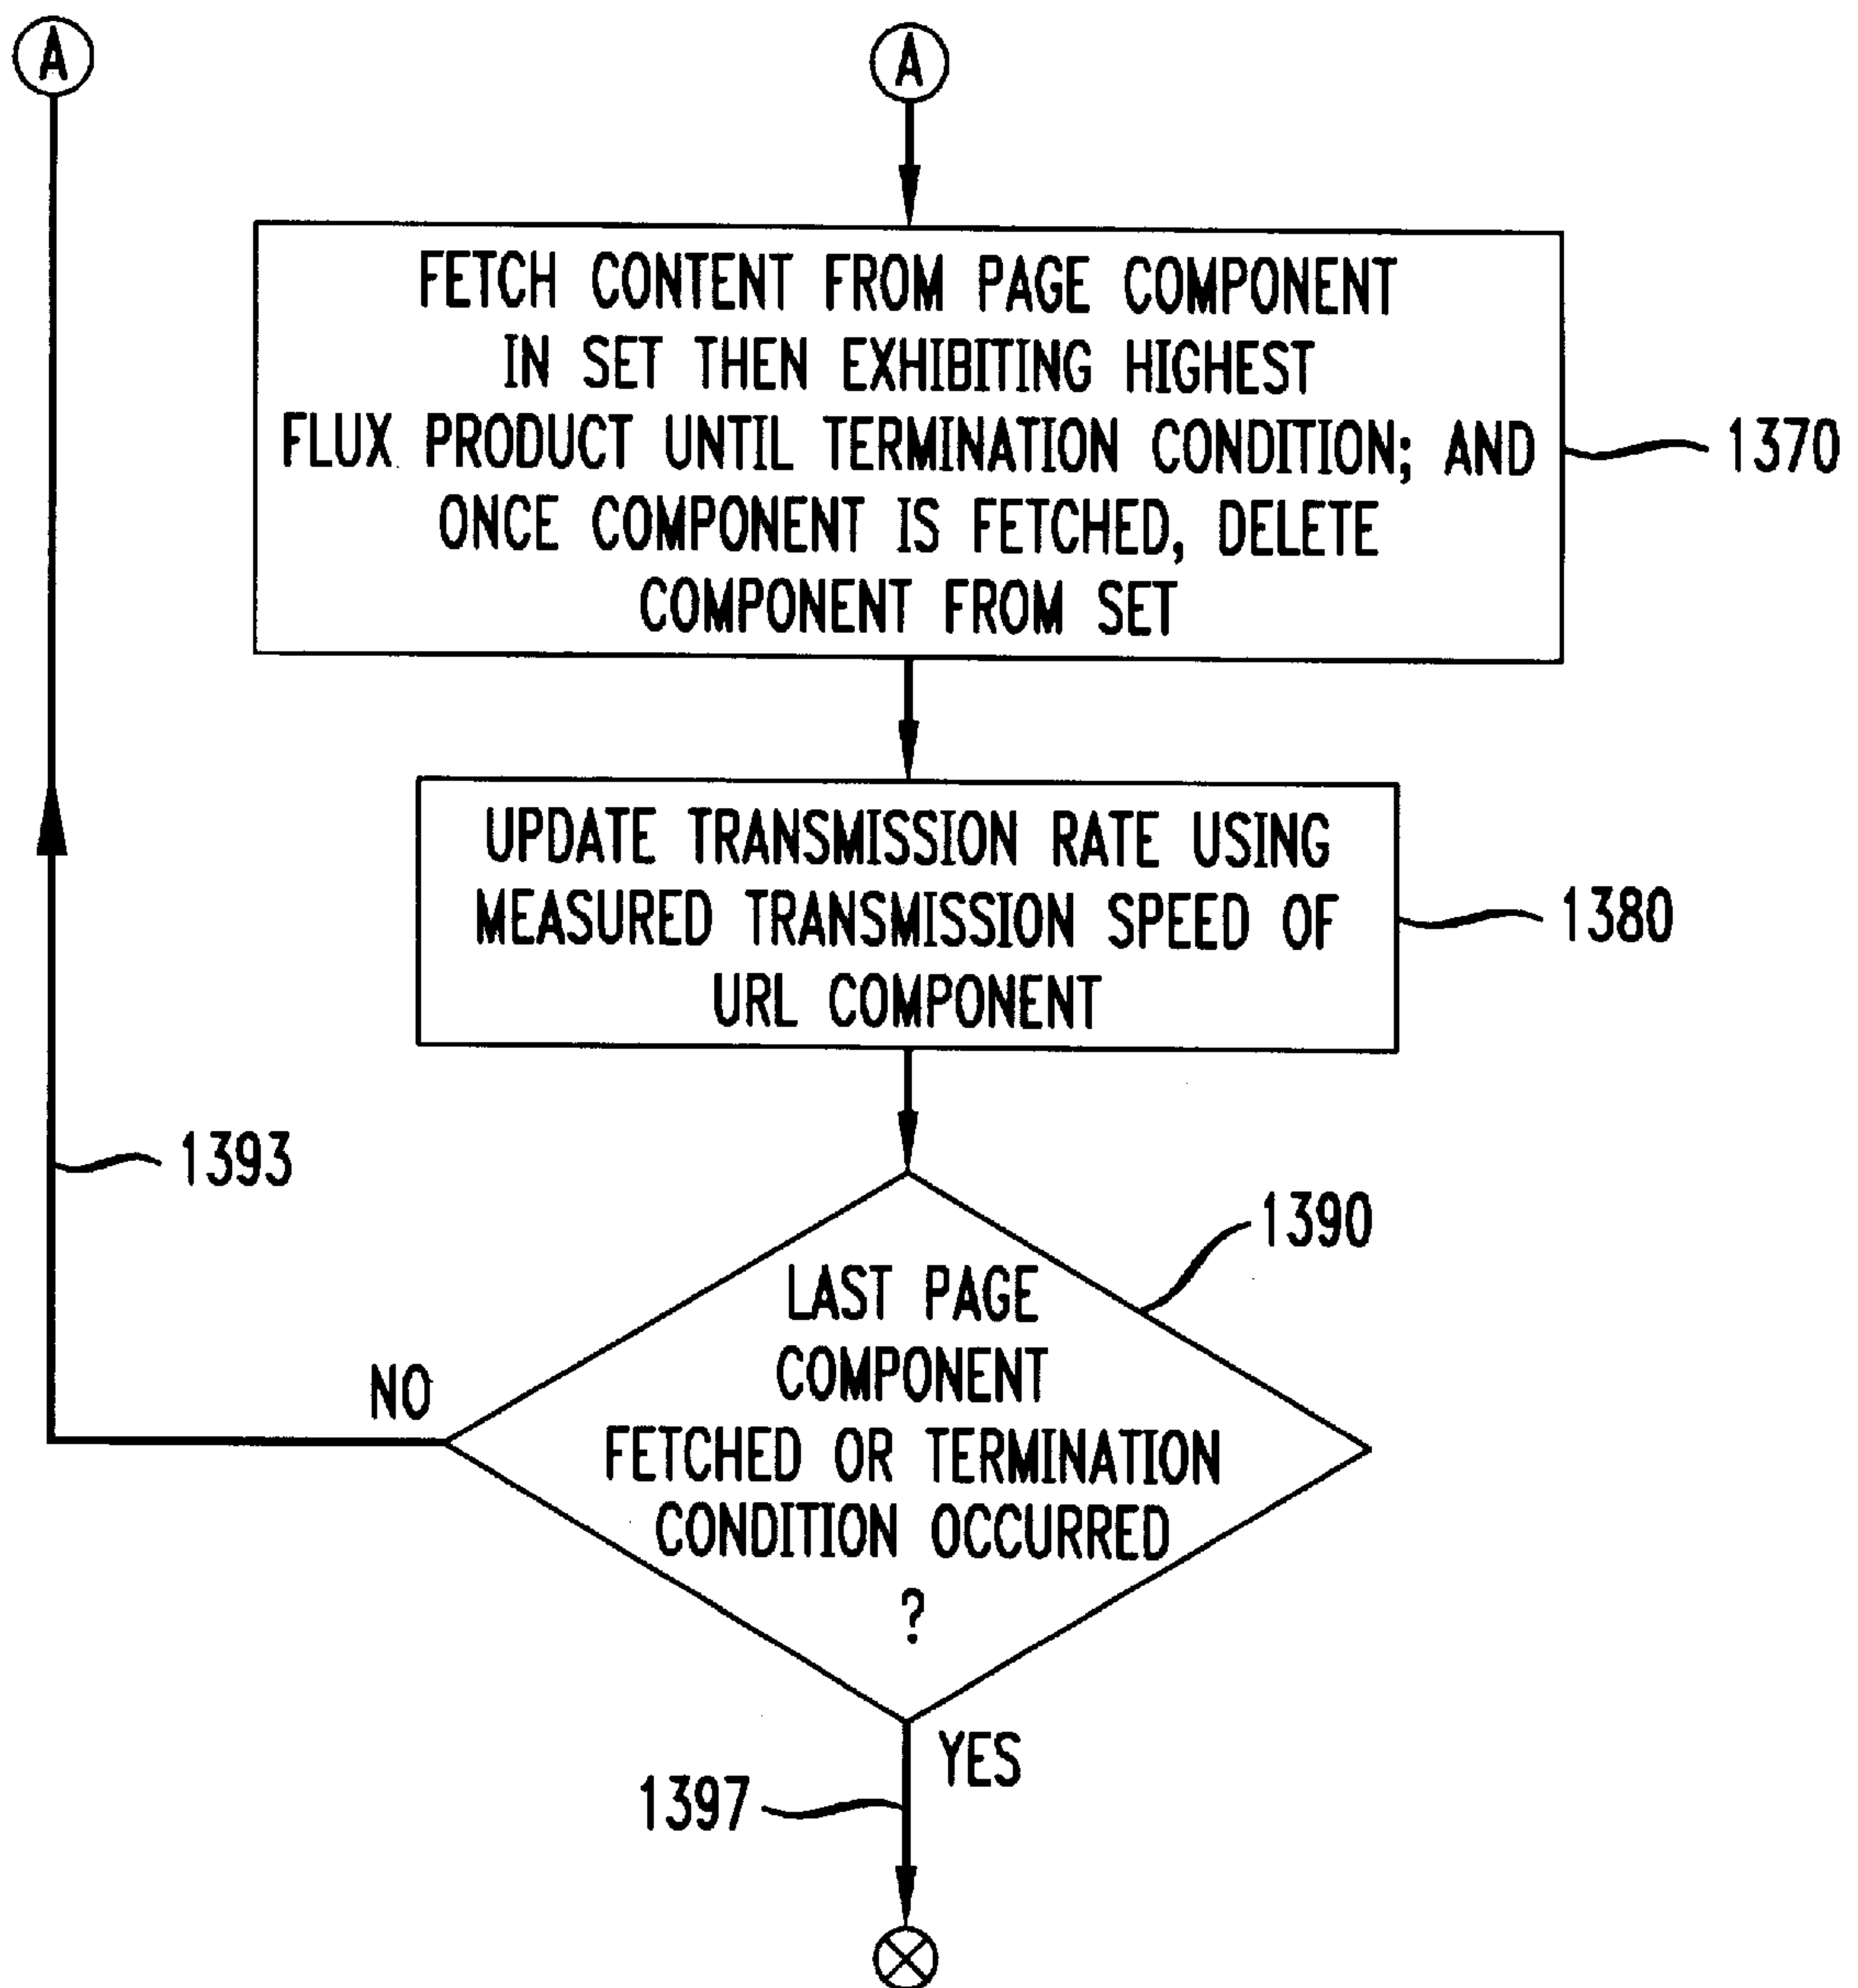 A
A
FETCH CONTENT FROM PAGE COMPONENT
IN SET THEN EXHIBITING HIGHEST
FLUX PRODUCT UNTIL TERMINATION CONDITION; AND
ONCE COMPONENT IS FETCHED, DELETE
COMPONENT FROM SET
1370
UPDATE TRANSMISSION RATE USING
MEASURED TRANSMISSION SPEED OF
URL COMPONENT
1380
1393
1390
LAST PAGE
COMPONENT
FETCHED OR TERMINATION
CONDITION OCCURRED
?
NO
YES
1397